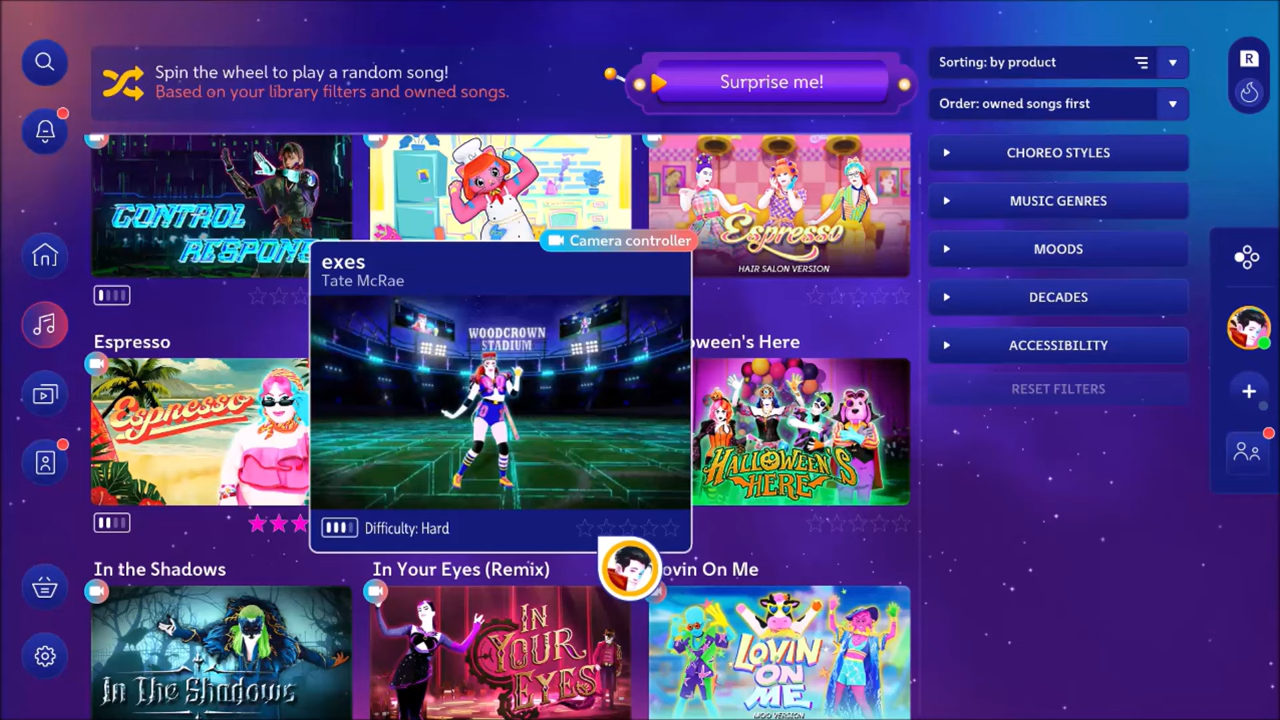 Spin the wheel to play a random song!
Based on your library filters and owned songs.
Surprise me!
Sorting: by product
R
Order: owned songs first
CHOREO STYLES
MUSIC GENRES
MOODS
DECADES
ACCESSIBILITY
RESET FILTERS
CONTROL
Espresso
HAIR SALON VERSION
Camera controller
exes
Tate McRae
WOODCROWN
STADIUM
Difficulty: Hard
Espresso
Espresso
HALLOWEEN'S
HERE
In the Shadows
In The Shadows
In Your Eyes (Remix)
IN
YOUR
EYES
Lovin On Me
LOVIN
ON
ME
MOO VERSION